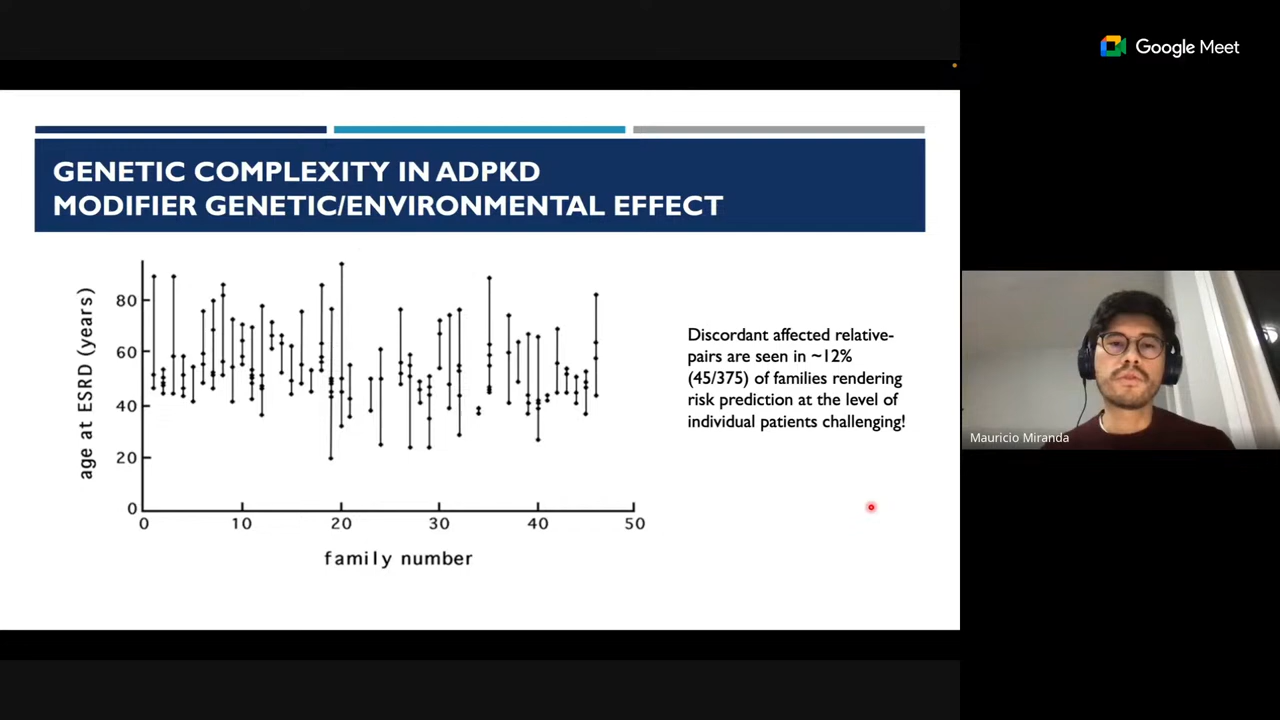 Google Meet
GENETIC COMPLEXITY IN ADPKD
MODIFIER GENETIC/ENVIRONMENTAL EFFECT
age at ESRD (years)
80
60
40
20
0
0 10 20 30 40 50
family number
Discordant affected relative-
pairs are seen in ~12%
(45/375) of families rendering
risk prediction at the level of
individual patients challenging!
Mauricio Miranda